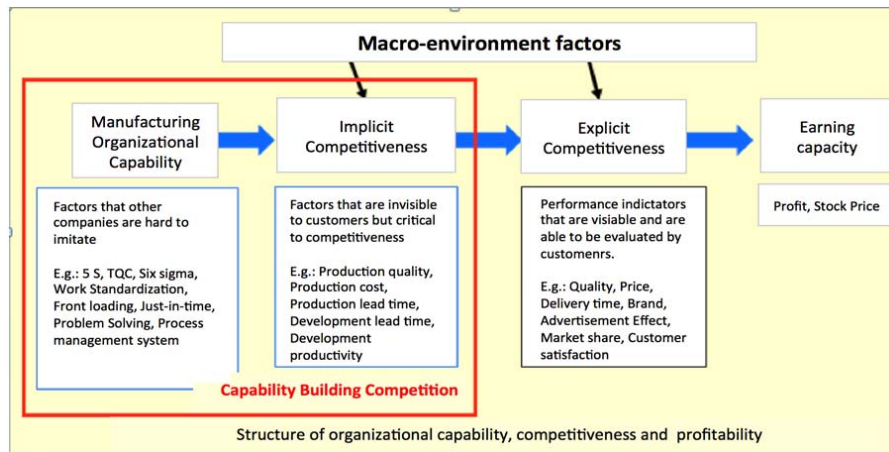 Macro-environment factors
Manufacturing
Organizational
Capability
Implicit
Competitiveness
Explicit
Competitiveness
Earning
capacity
Factors that other
companies are hard to
imitate
E.g.: 5 S, TQC, Six sigma,
Work Standardization,
Front loading, Just-in-time,
Problem Solving, Process
management system
Factors that are invisible
to customers but critical
to competitiveness
E.g.: Production quality,
Production cost,
Production lead time,
Development lead time,
Development
productivity
Performance indictators
that are visible and are
able to be evaluated by
customenrs.
E.g.: Quality, Price,
Delivery time, Brand,
Advertisement Effect,
Market share, Customer
satisfaction
Profit, Stock Price
Capability Building Competition
Structure of organizational capability, competitiveness and profitability